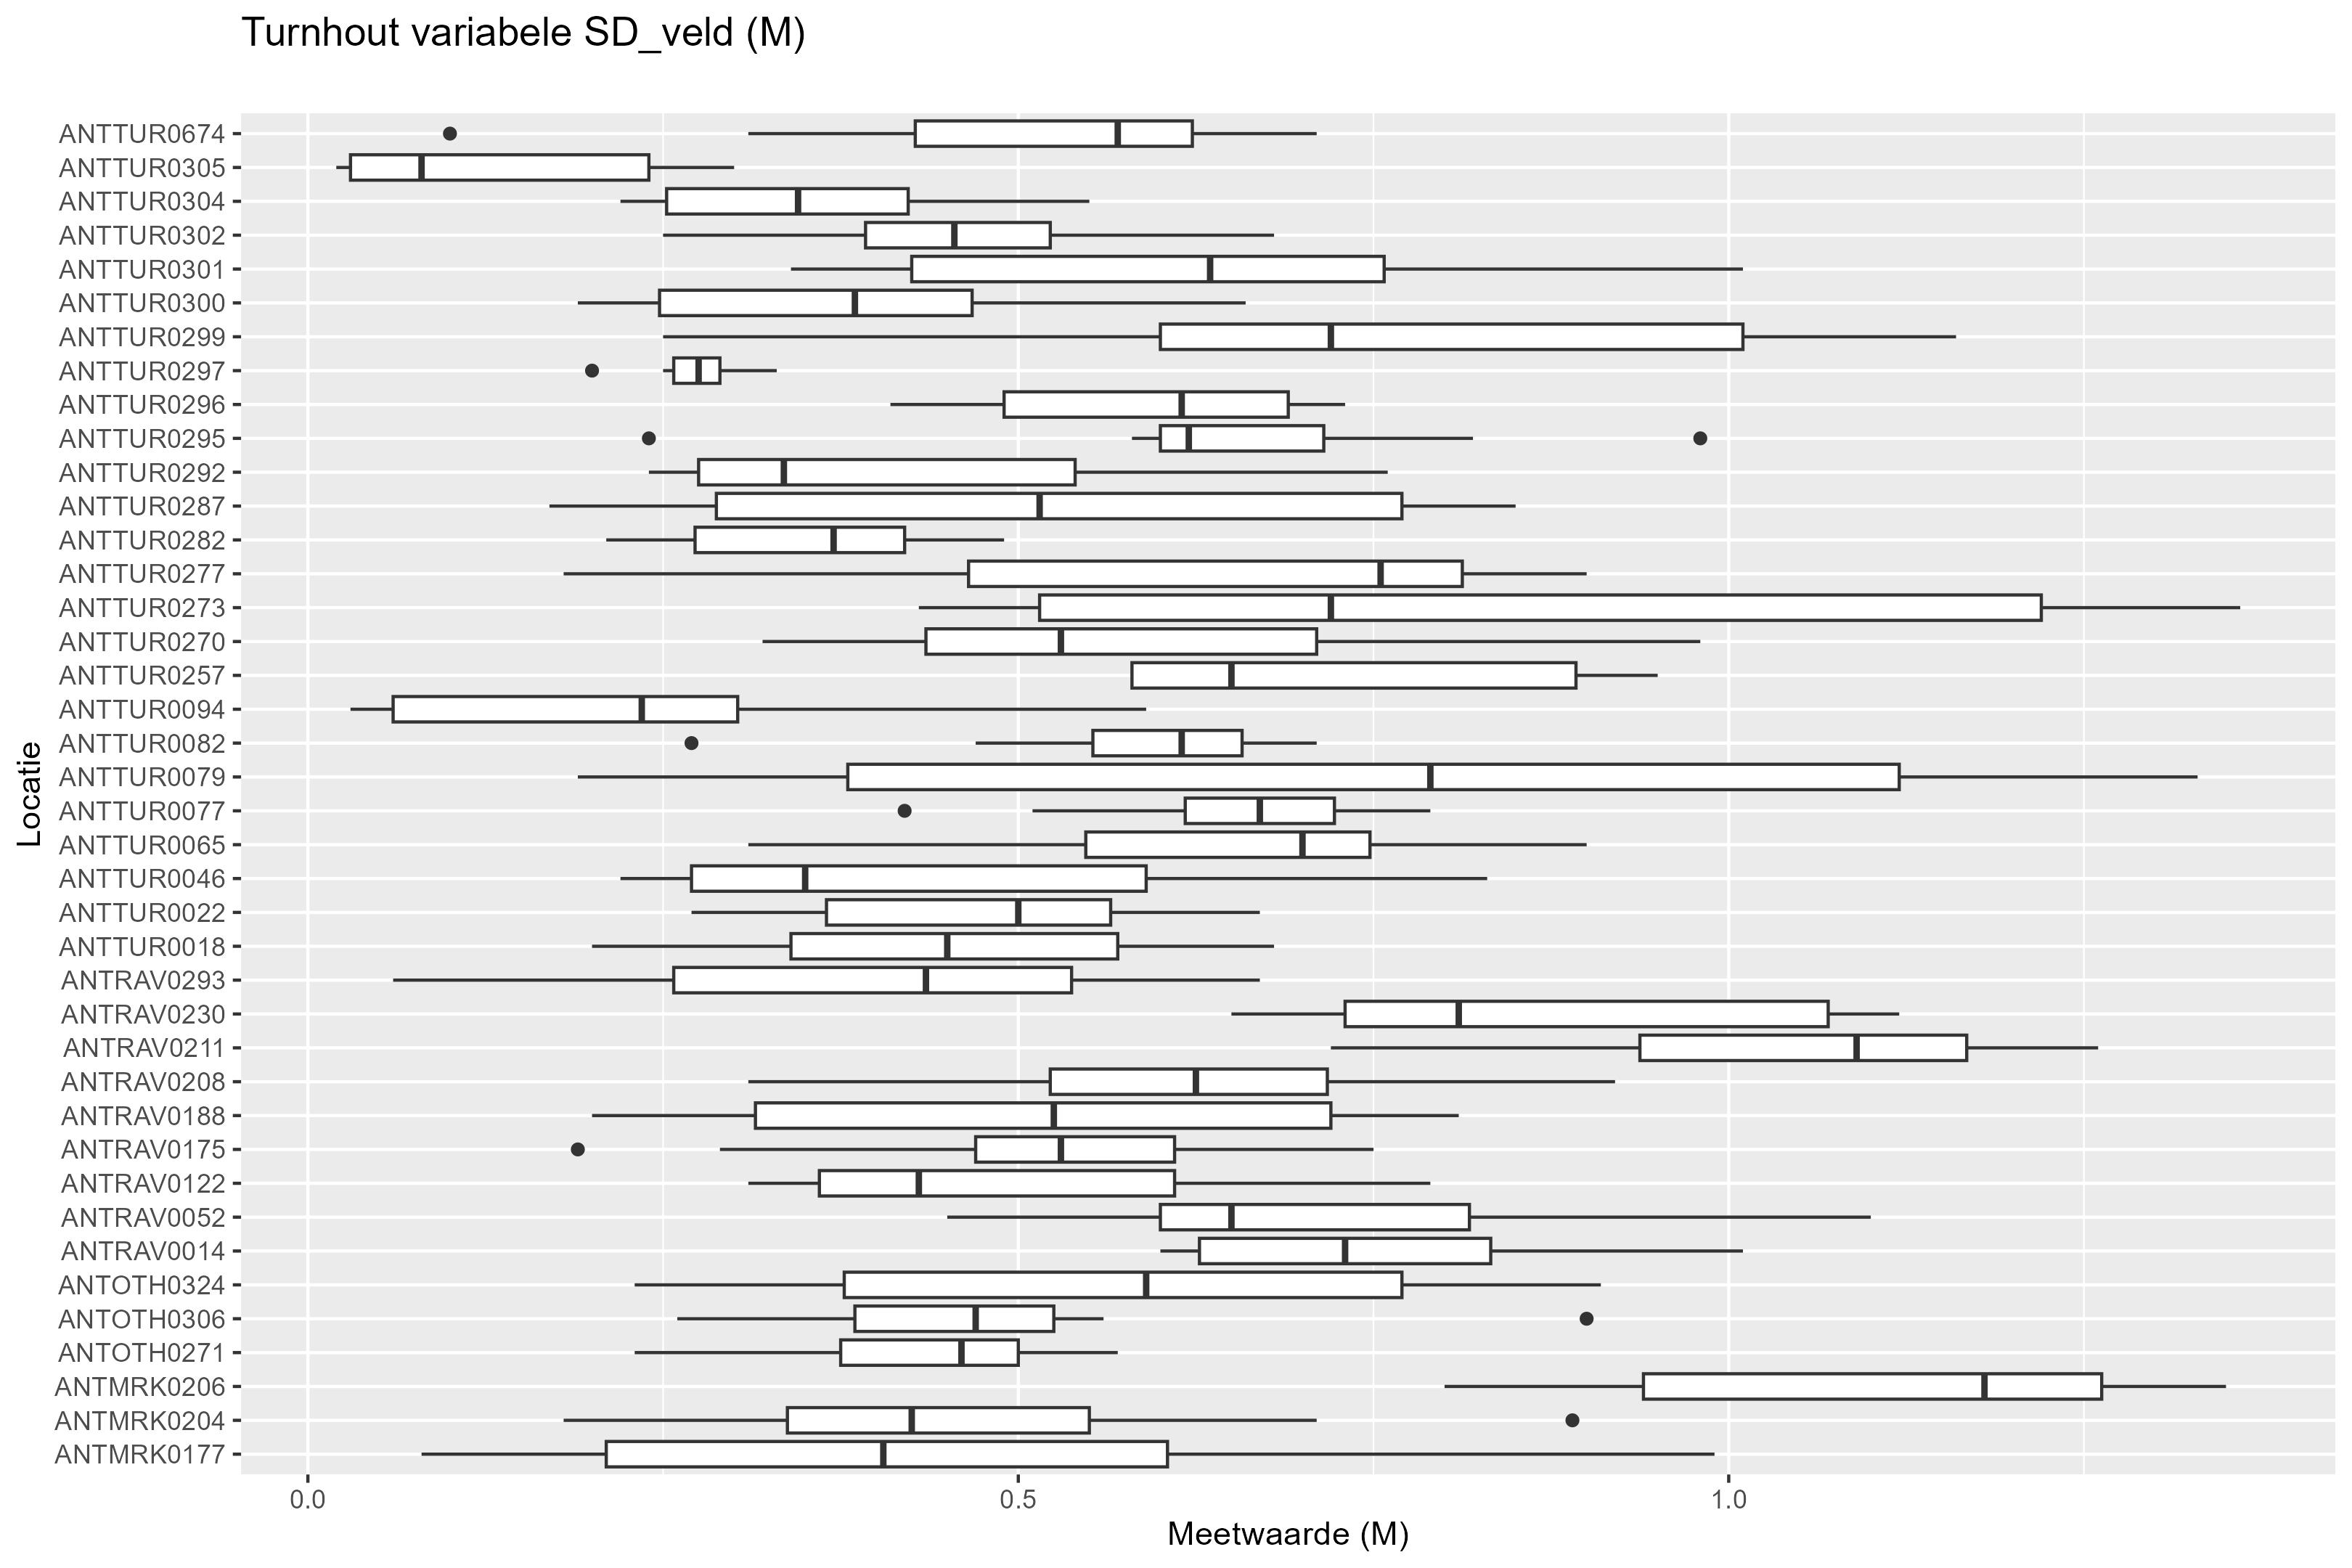 Turnhout variabele SD_veld (M)
ANTTUR0674
ANTTUR0305
ANTTUR0304
ANTTUR0302
ANTTUR0301
ANTTUR0300
ANTTUR0299
ANTTUR0297
ANTTUR0296
ANTTUR0295
ANTTUR0292
ANTTUR0287
ANTTUR0282
ANTTUR0277
ANTTUR0273
ANTTUR0270
ANTTUR0257
ANTTUR0094
ANTTUR0082
ANTTUR0079
ANTTUR0077
ANTTUR0065
ANTTUR0046
ANTTUR0022
ANTTUR0018
ANTRAV0293
ANTRAV0230
ANTRAV0211
ANTRAV0208
ANTRAV0188
ANTRAV0175
ANTRAV0122
ANTRAV0052
ANTRAV0014
ANTOTH0324
ANTOTH0306
ANTOTH0271
ANTMRK0206
ANTMRK0204
ANTMRK0177
Locatie
0.0 0.5 1.0
Meetwaarde (M)